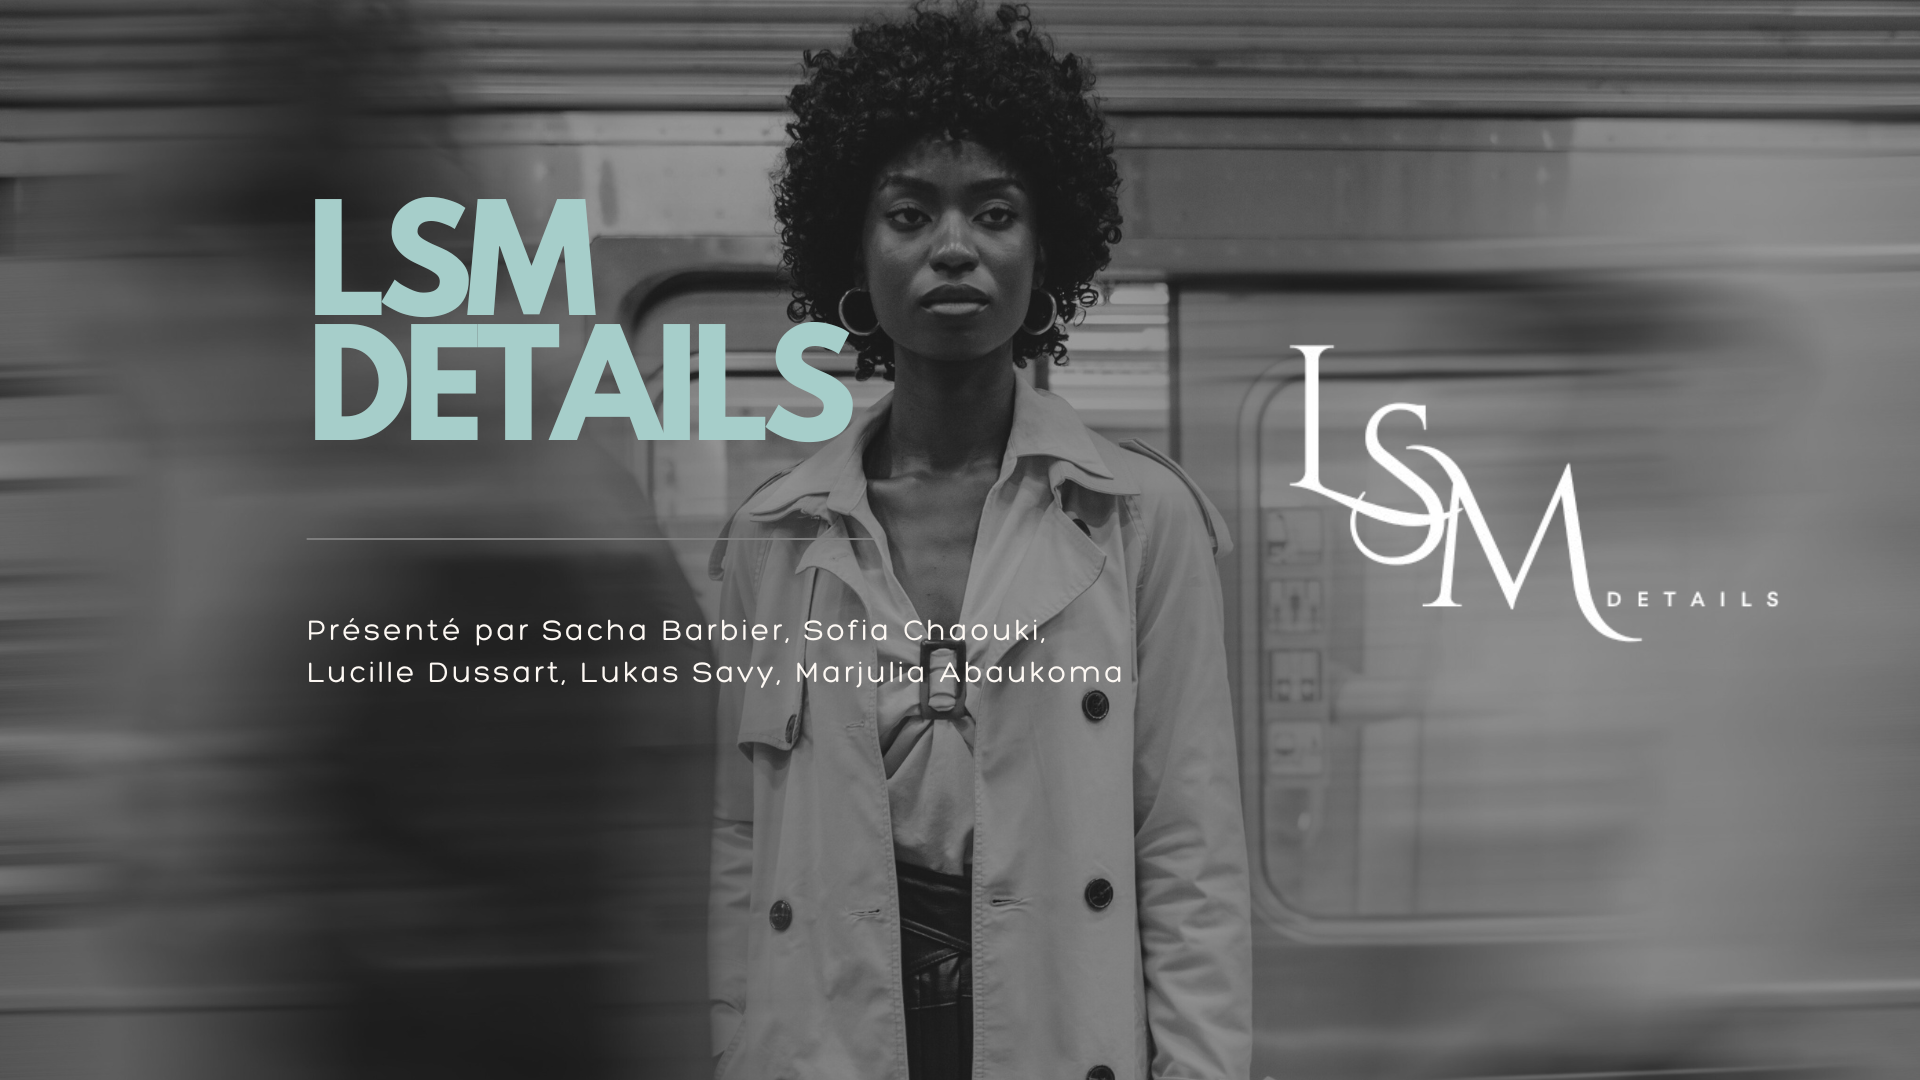 LSM
DETAILS
Présenté par Sacha Barbier, Sofia Chaouki,
Lucille Dussart, Lukas Savy, Marjulia Abaukoma
LSM
DETAILS